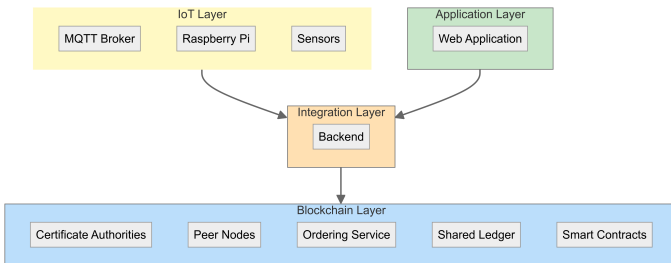 IoT Layer
MQTT Broker
Raspberry Pi
Sensors
Application Layer
Web Application
Integration Layer
Backend
Blockchain Layer
Certificate Authorities
Peer Nodes
Ordering Service
Shared Ledger
Smart Contracts